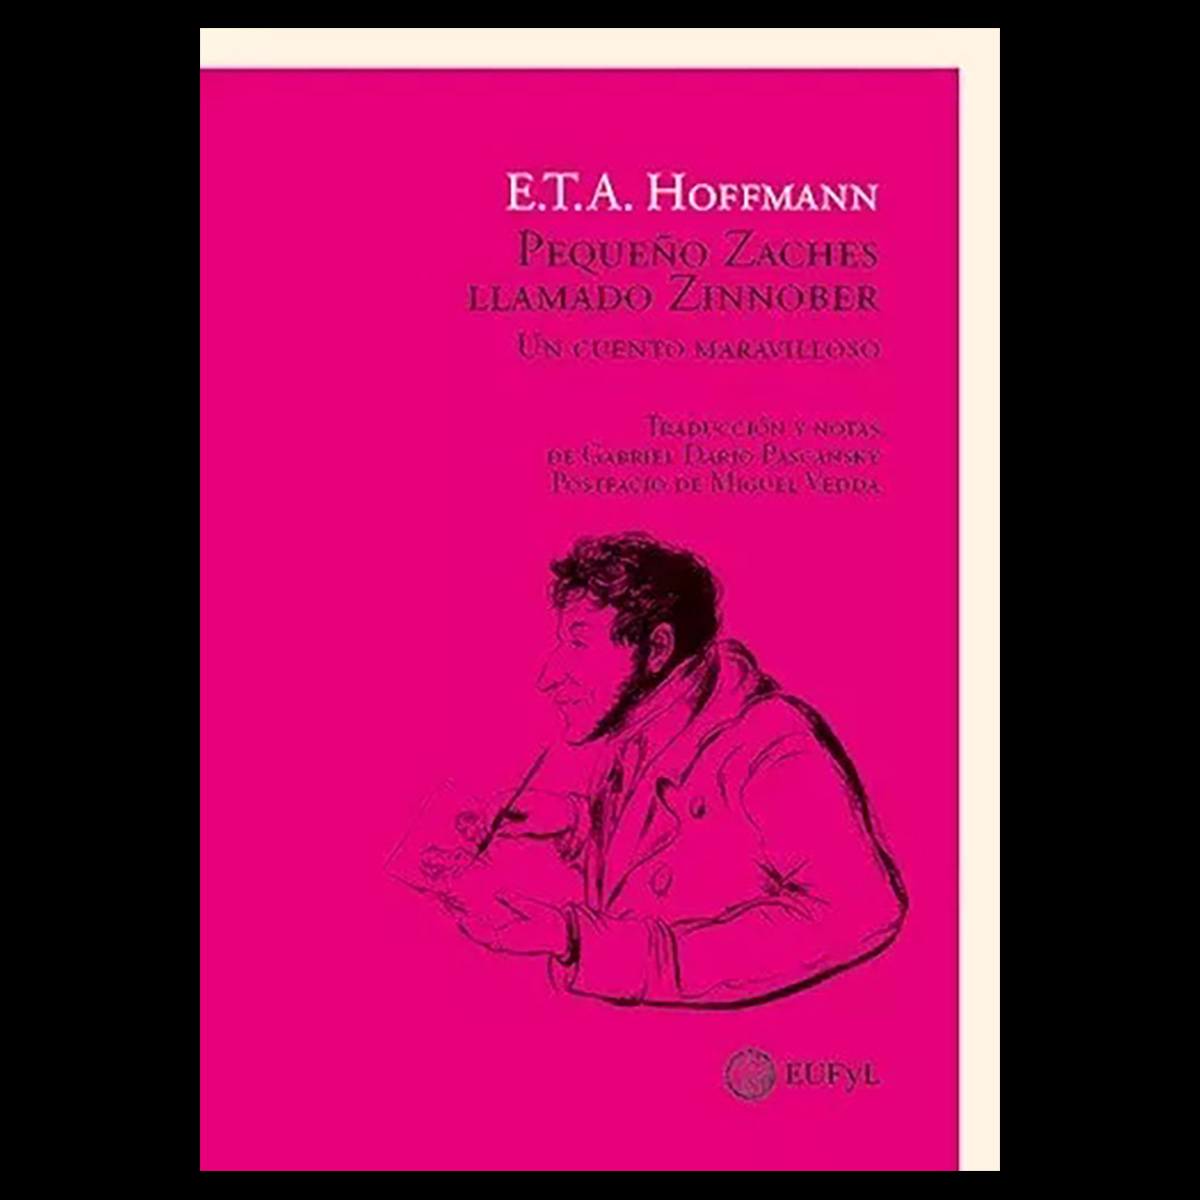 E.T.A. HOFFMANN
PEQUEÑO ZACHES
LLAMADO ZINNOBER
UN CUENTO MARAVILLOSO
TRADUCCIÓN Y NOTAS
DE GABRIEL DARÍO PASCANSKY
POSTFACIO DE MIGUEL VEDDA
EUFyL